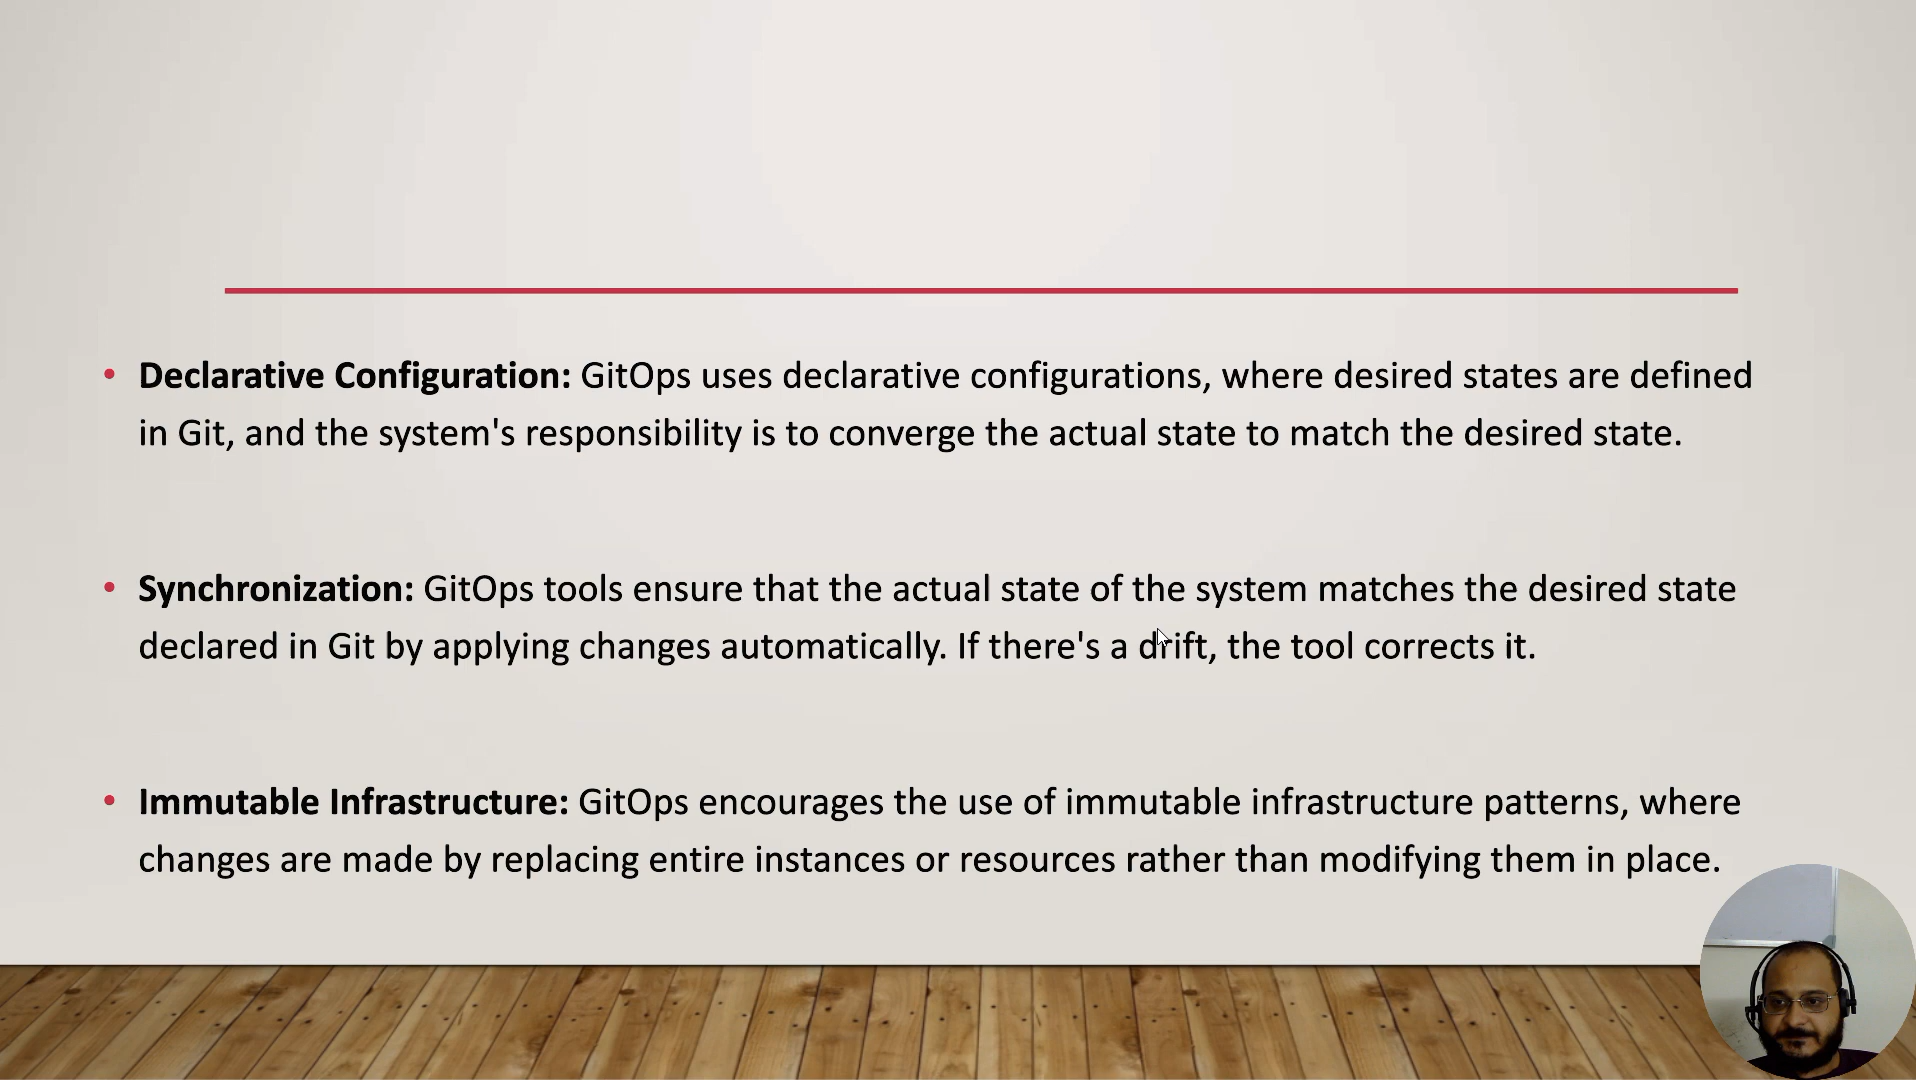 • Declarative Configuration: GitOps uses declarative configurations, where desired states are defined
in Git, and the system's responsibility is to converge the actual state to match the desired state.
• Synchronization: GitOps tools ensure that the actual state of the system matches the desired state
declared in Git by applying changes automatically. If there's a drift, the tool corrects it.
• Immutable Infrastructure: GitOps encourages the use of immutable infrastructure patterns, where
changes are made by replacing entire instances or resources rather than modifying them in place.